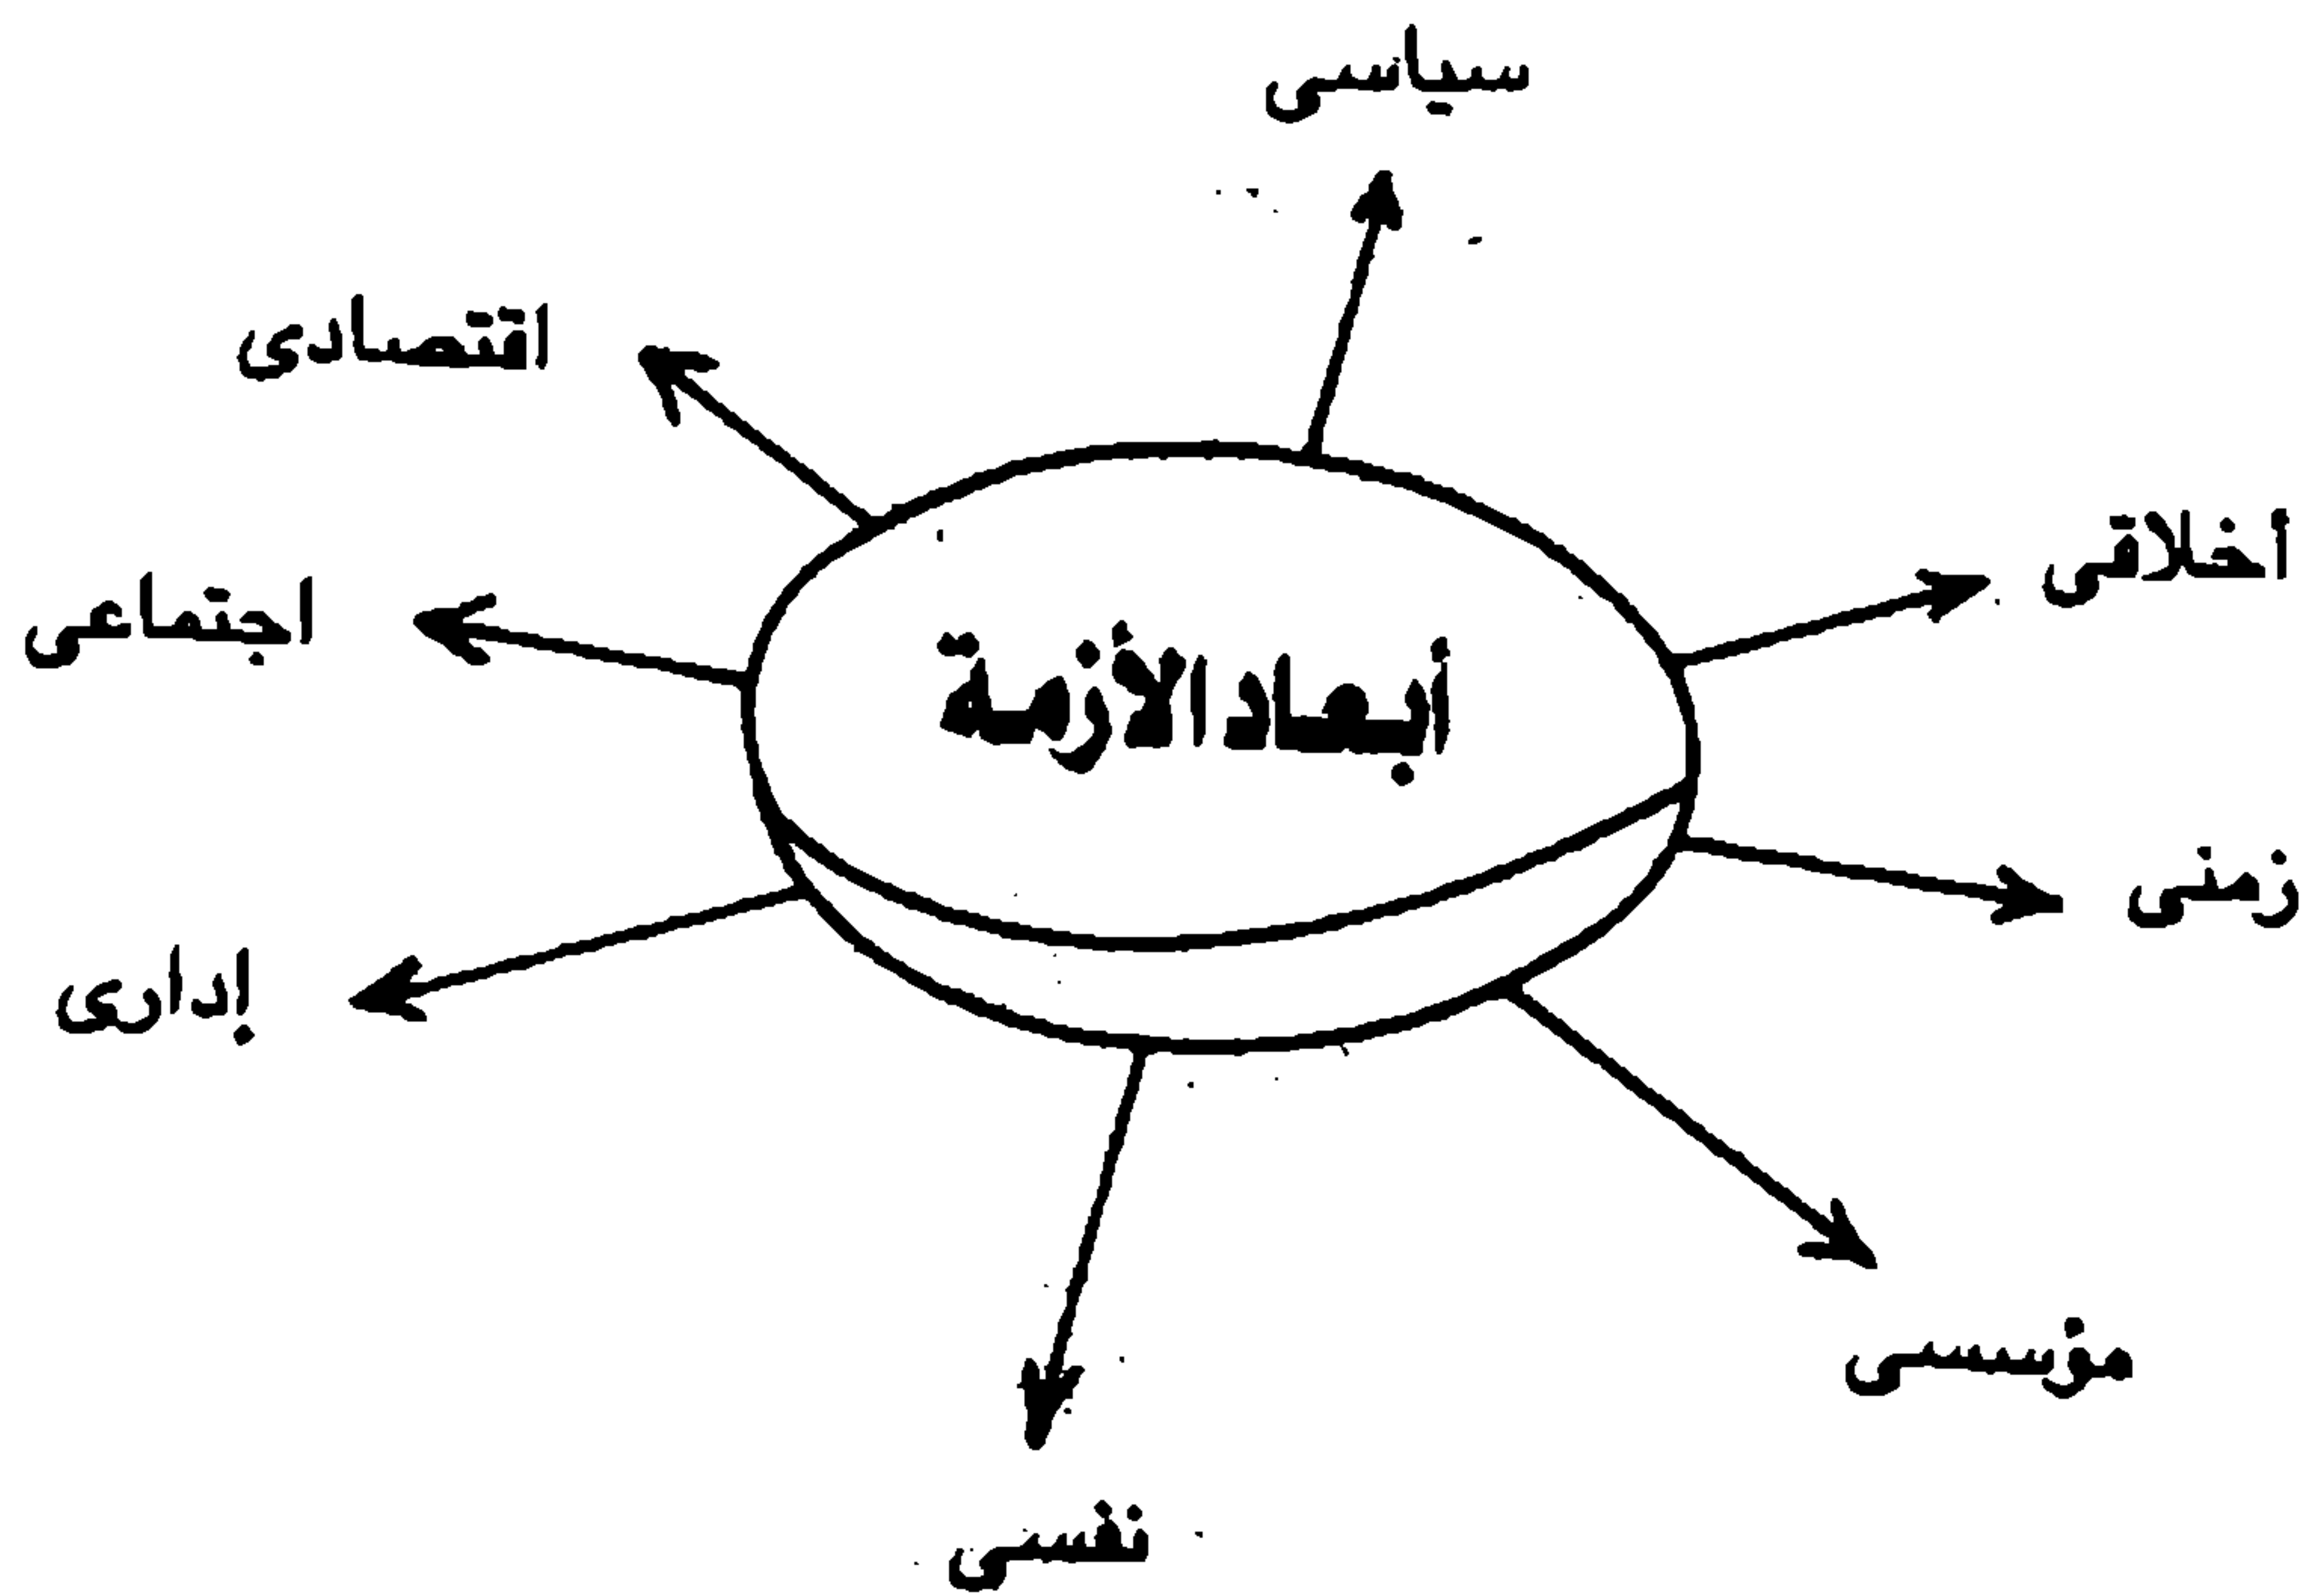 سياسى
اقتصادى
أخلاقى
اجتماعى
أبعاد الأزمة
زمنى
إدارى
مؤسسى
نفسى